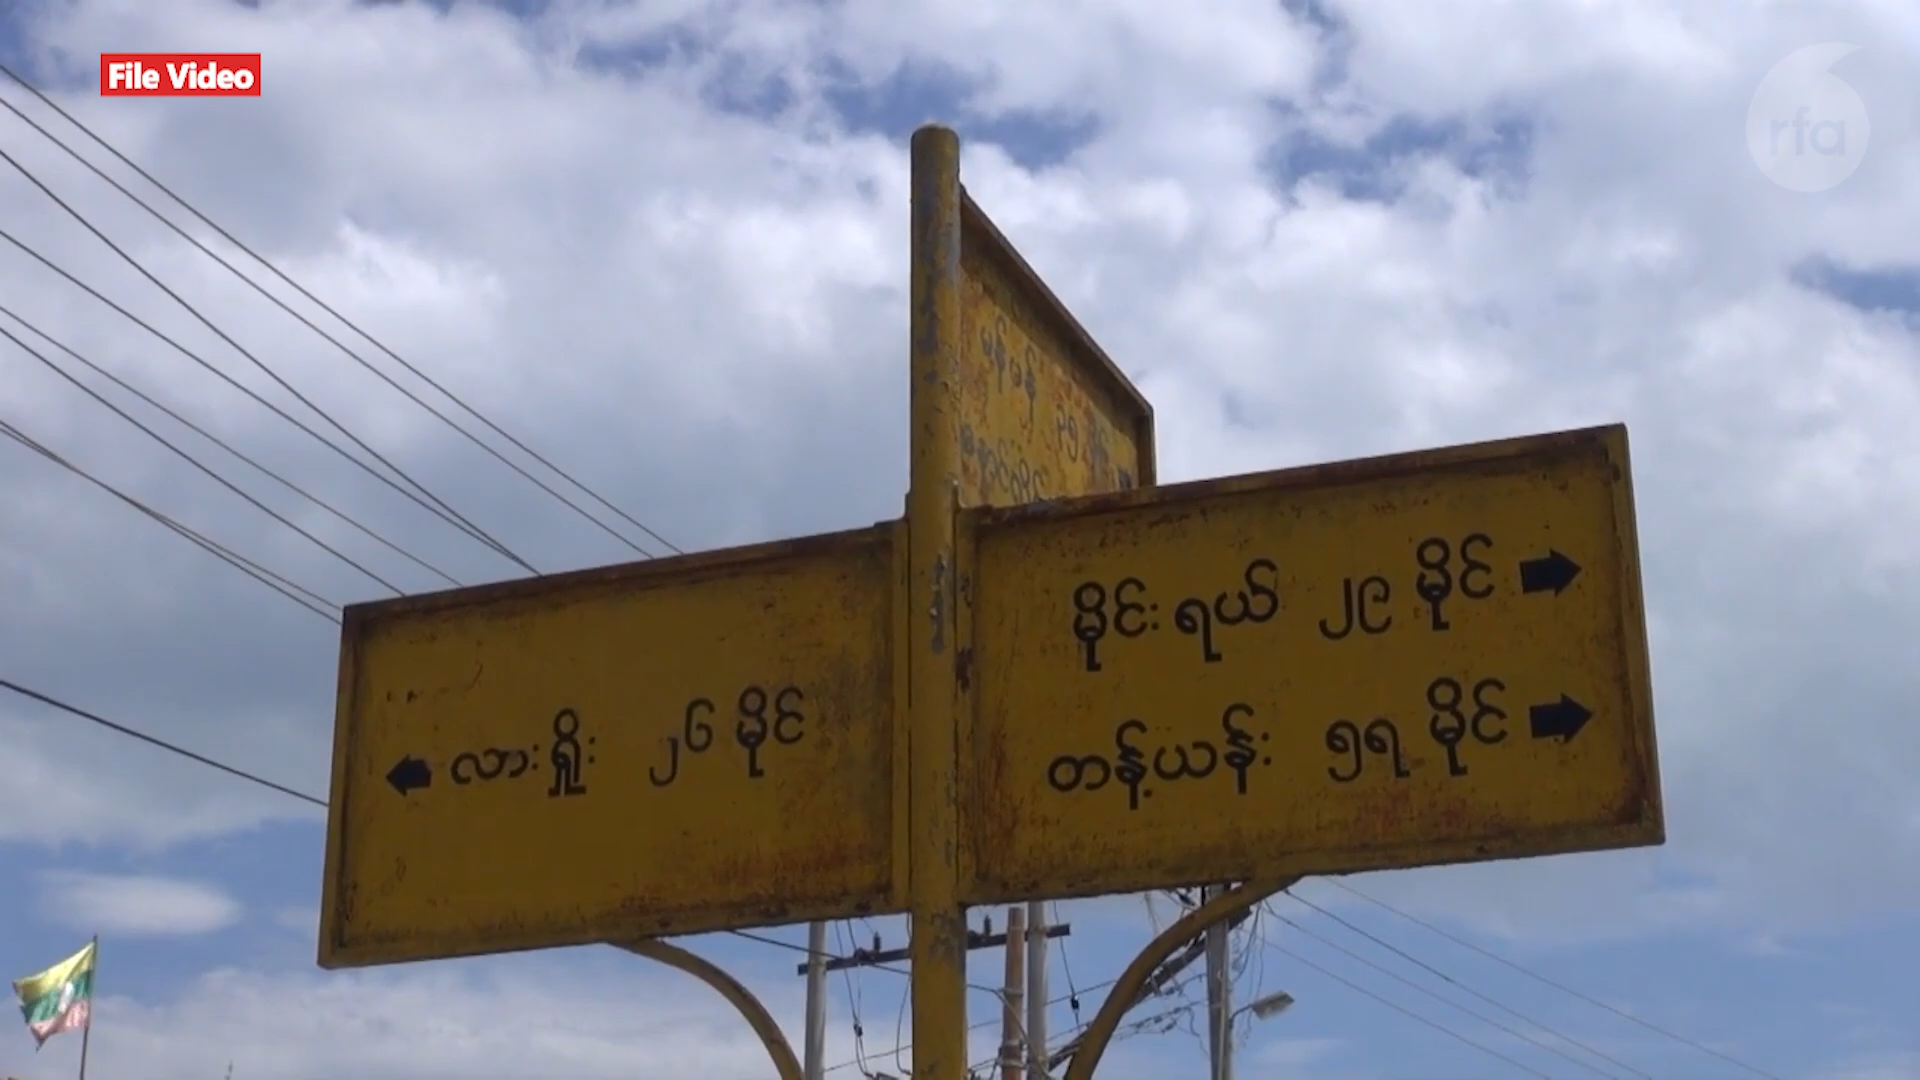 File Video
rfa
လားရှိုး ၂၆ မိုင်
မိုင်းရယ် ၂၉ မိုင်
တန့်ယန်း ၅၅ မိုင်